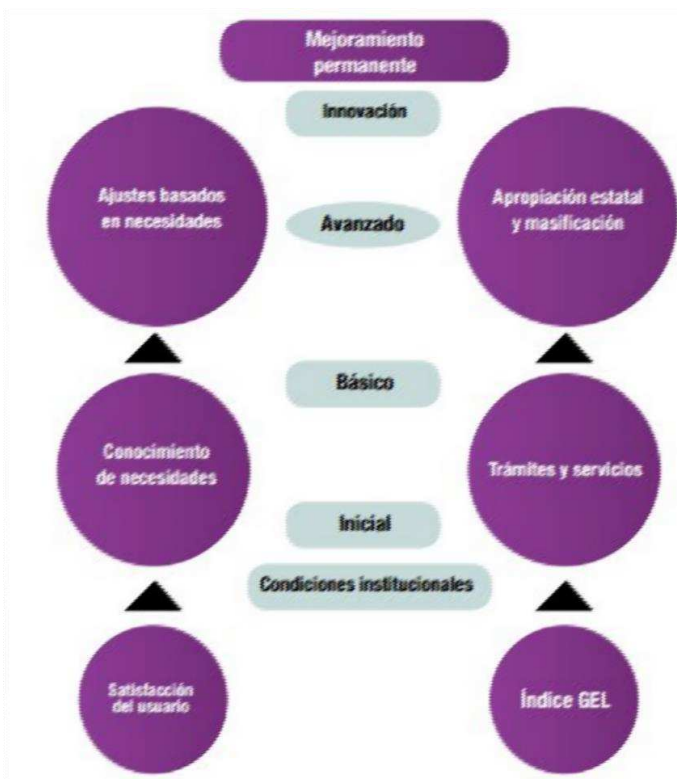 Mejoramiento
permanente
Innovación
Ajustes basados
en necesidades
Avanzado
Apropiación estatal
y masificación
Básico
Conocimiento
de necesidades
Trámites y servicios
Inicial
Condiciones institucionales
Satisfacción
del usuario
Índice GEL